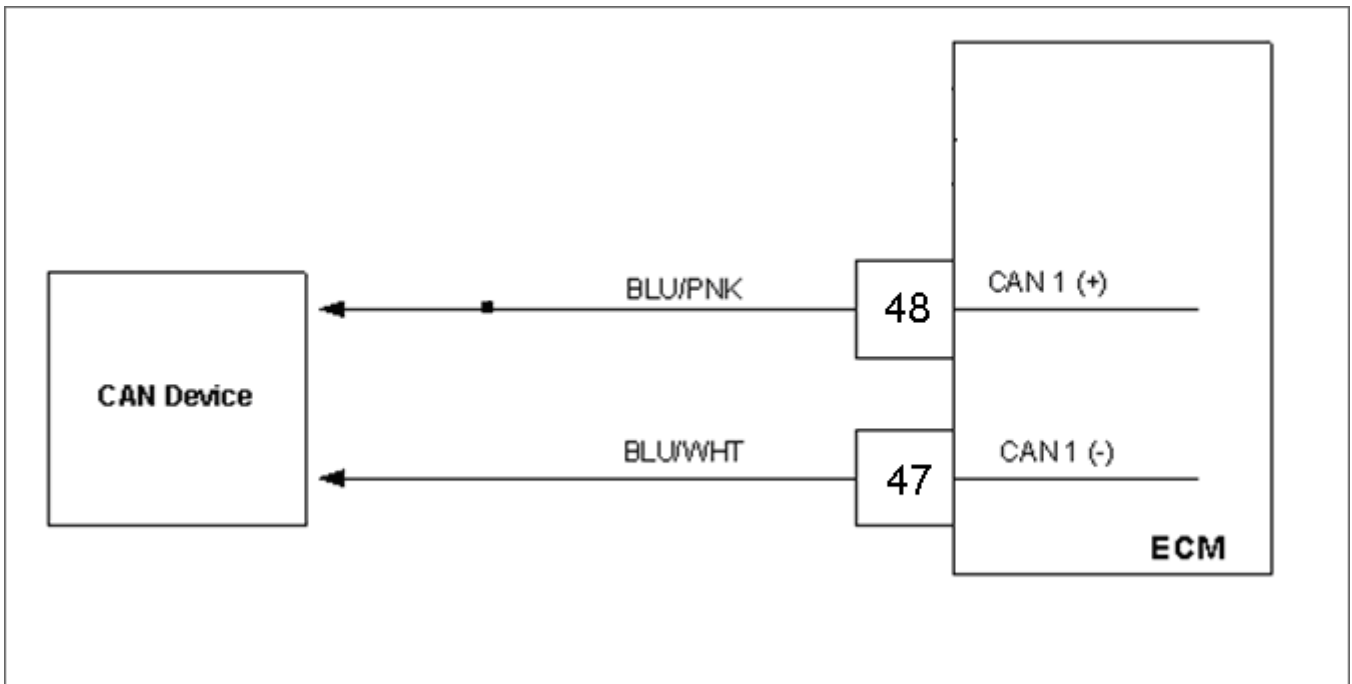 BLU/PNK
48
CAN 1 (+)
CAN Device
BLU/WHT
47
CAN 1 (-)
ECM